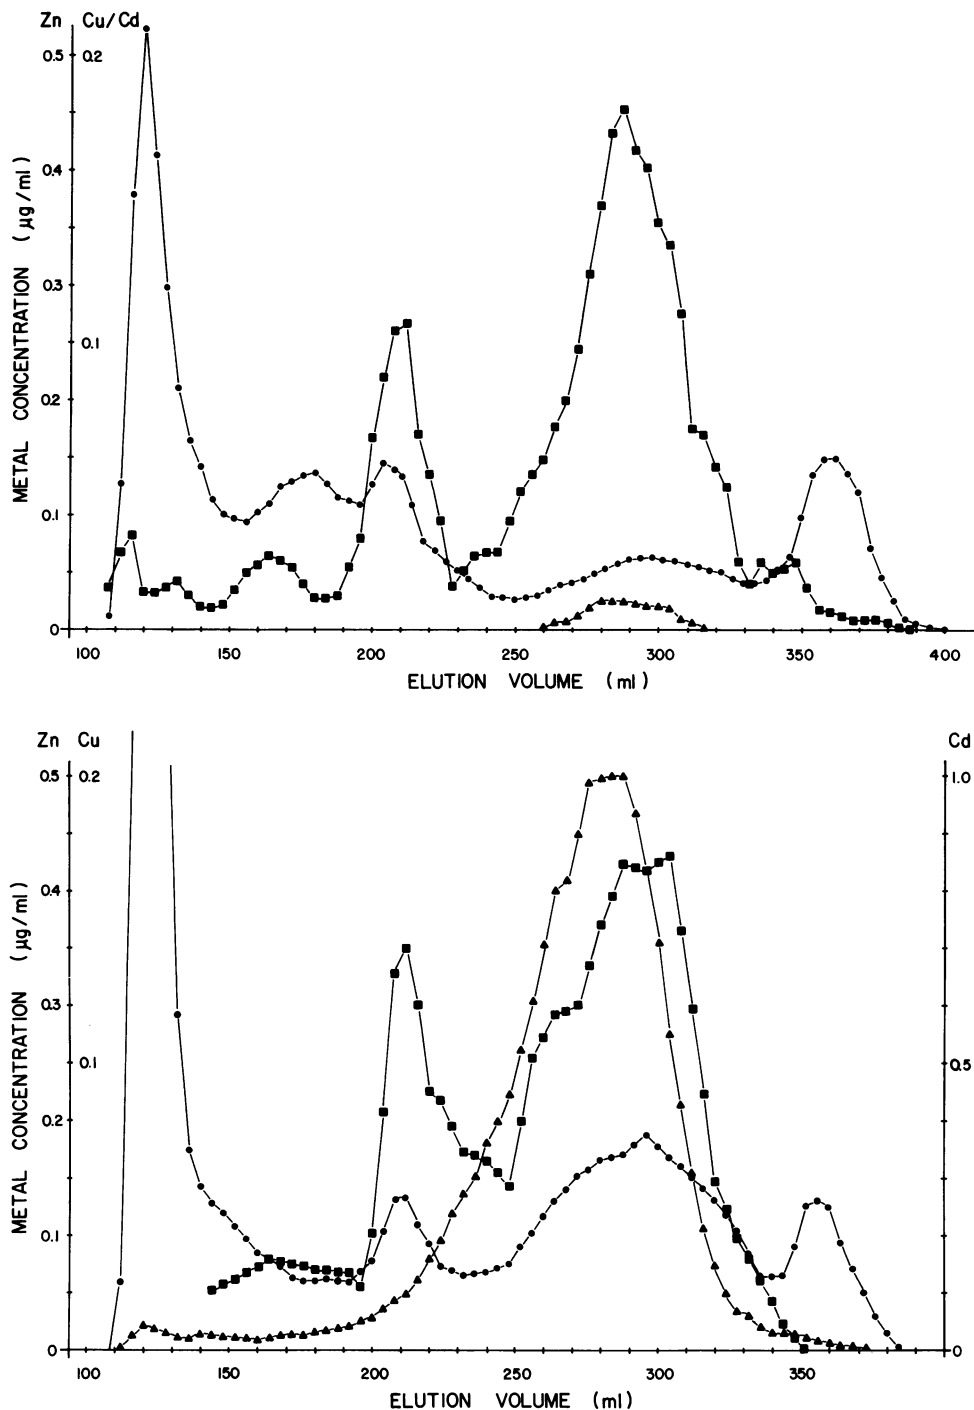 Zn Cu/Cd
0.5 0.2
0.4
0.3
0.1
0.2
0.1
0
METAL CONCENTRATION (µg/ml)
100 150 200 250 300 350 400
ELUTION VOLUME (ml)
Zn Cu Cd
0.5 0.2 1.0
0.4
0.3
0.1 0.5
0.2
0.1
0 0
METAL CONCENTRATION (µg/ml)
100 150 200 250 300 350
ELUTION VOLUME (ml)